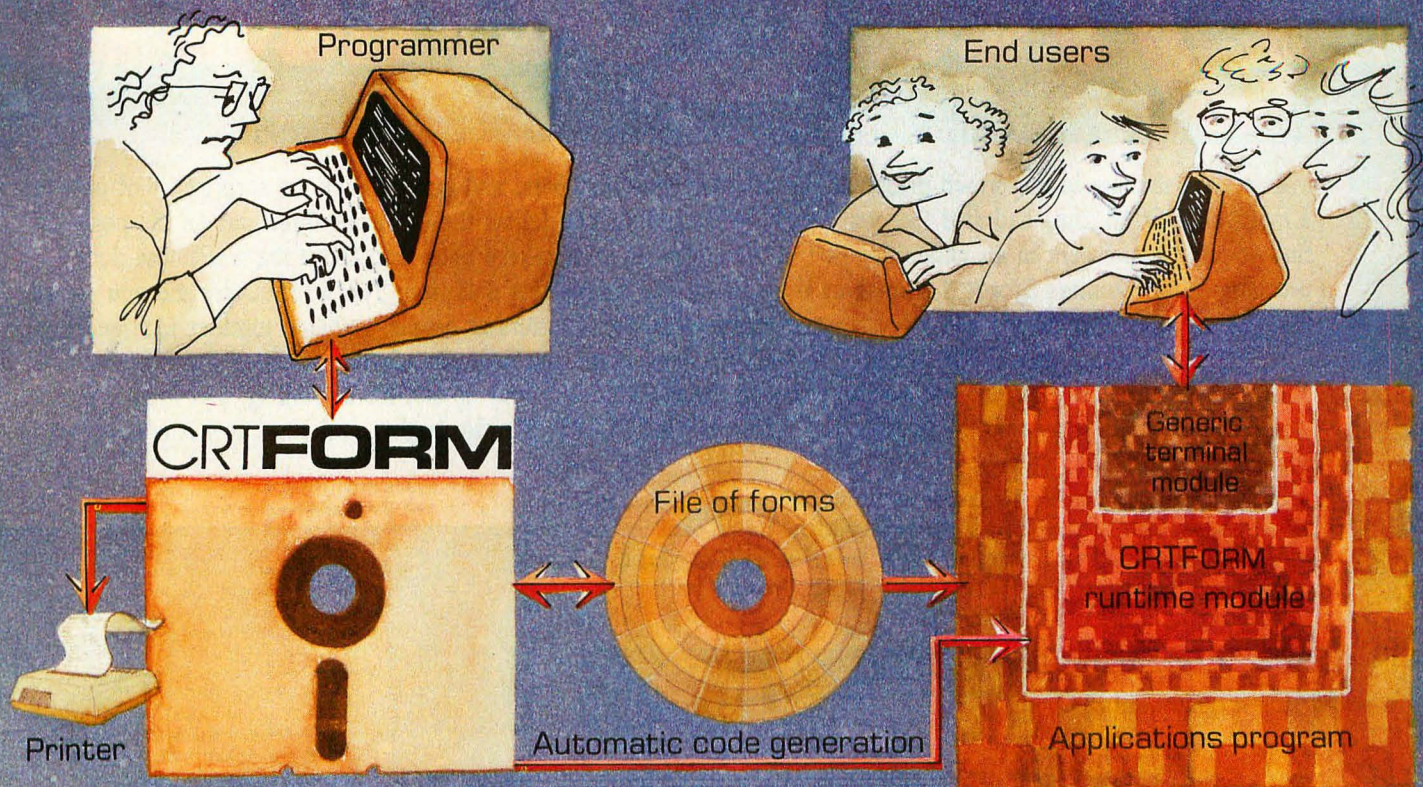 Programmer
End users
CRTFORM
Generic
terminal
module
File of forms
CRTFORM
runtime module
Printer
Automatic code generation
Applications program